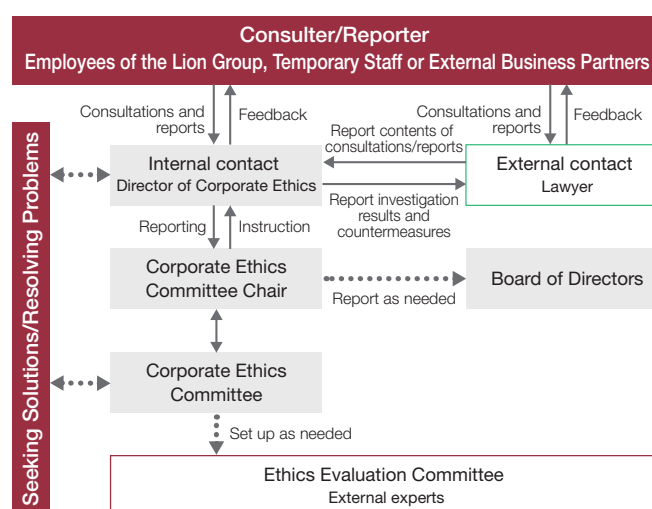 Consulter/Reporter
Employees of the Lion Group, Temporary Staff or External Business Partners
Consultations and
reports
Feedback
Consultations and
reports
Feedback
Report contents of
consultations/reports
Internal contact
Director of Corporate Ethics
External contact
Lawyer
Report investigation
results and
countermeasures
Reporting
Instruction
Corporate Ethics
Committee Chair
Report as needed
Board of Directors
Corporate Ethics
Committee
Set up as needed
Ethics Evaluation Committee
External experts
Seeking Solutions/Resolving Problems